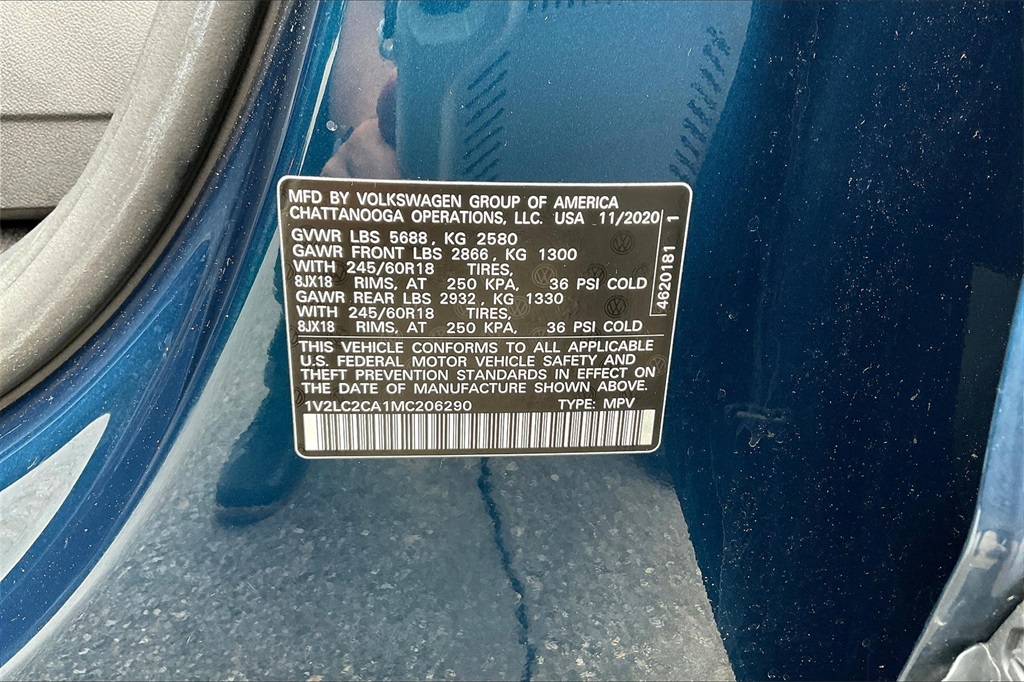 MFD BY VOLKSWAGEN GROUP OF AMERICA
CHATTANOOGA OPERATIONS, LLC. USA 11/2020
GVWR LBS 5688, KG 2580
GAWR FRONT LBS 2866, KG 1300
WITH 245/60R18 TIRES,
8JX18 RIMS, AT 250 KPA, 36 PSI COLD
GAWR REAR LBS 2932, KG 1330
WITH 245/60R18 TIRES,
8JX18 RIMS, AT 250 KPA, 36 PSI COLD
4620181 1
THIS VEHICLE CONFORMS TO ALL APPLICABLE
U.S. FEDERAL MOTOR VEHICLE SAFETY AND
THEFT PREVENTION STANDARDS IN EFFECT ON
THE DATE OF MANUFACTURE SHOWN ABOVE.
1V2LC2CA1MC206290 TYPE: MPV